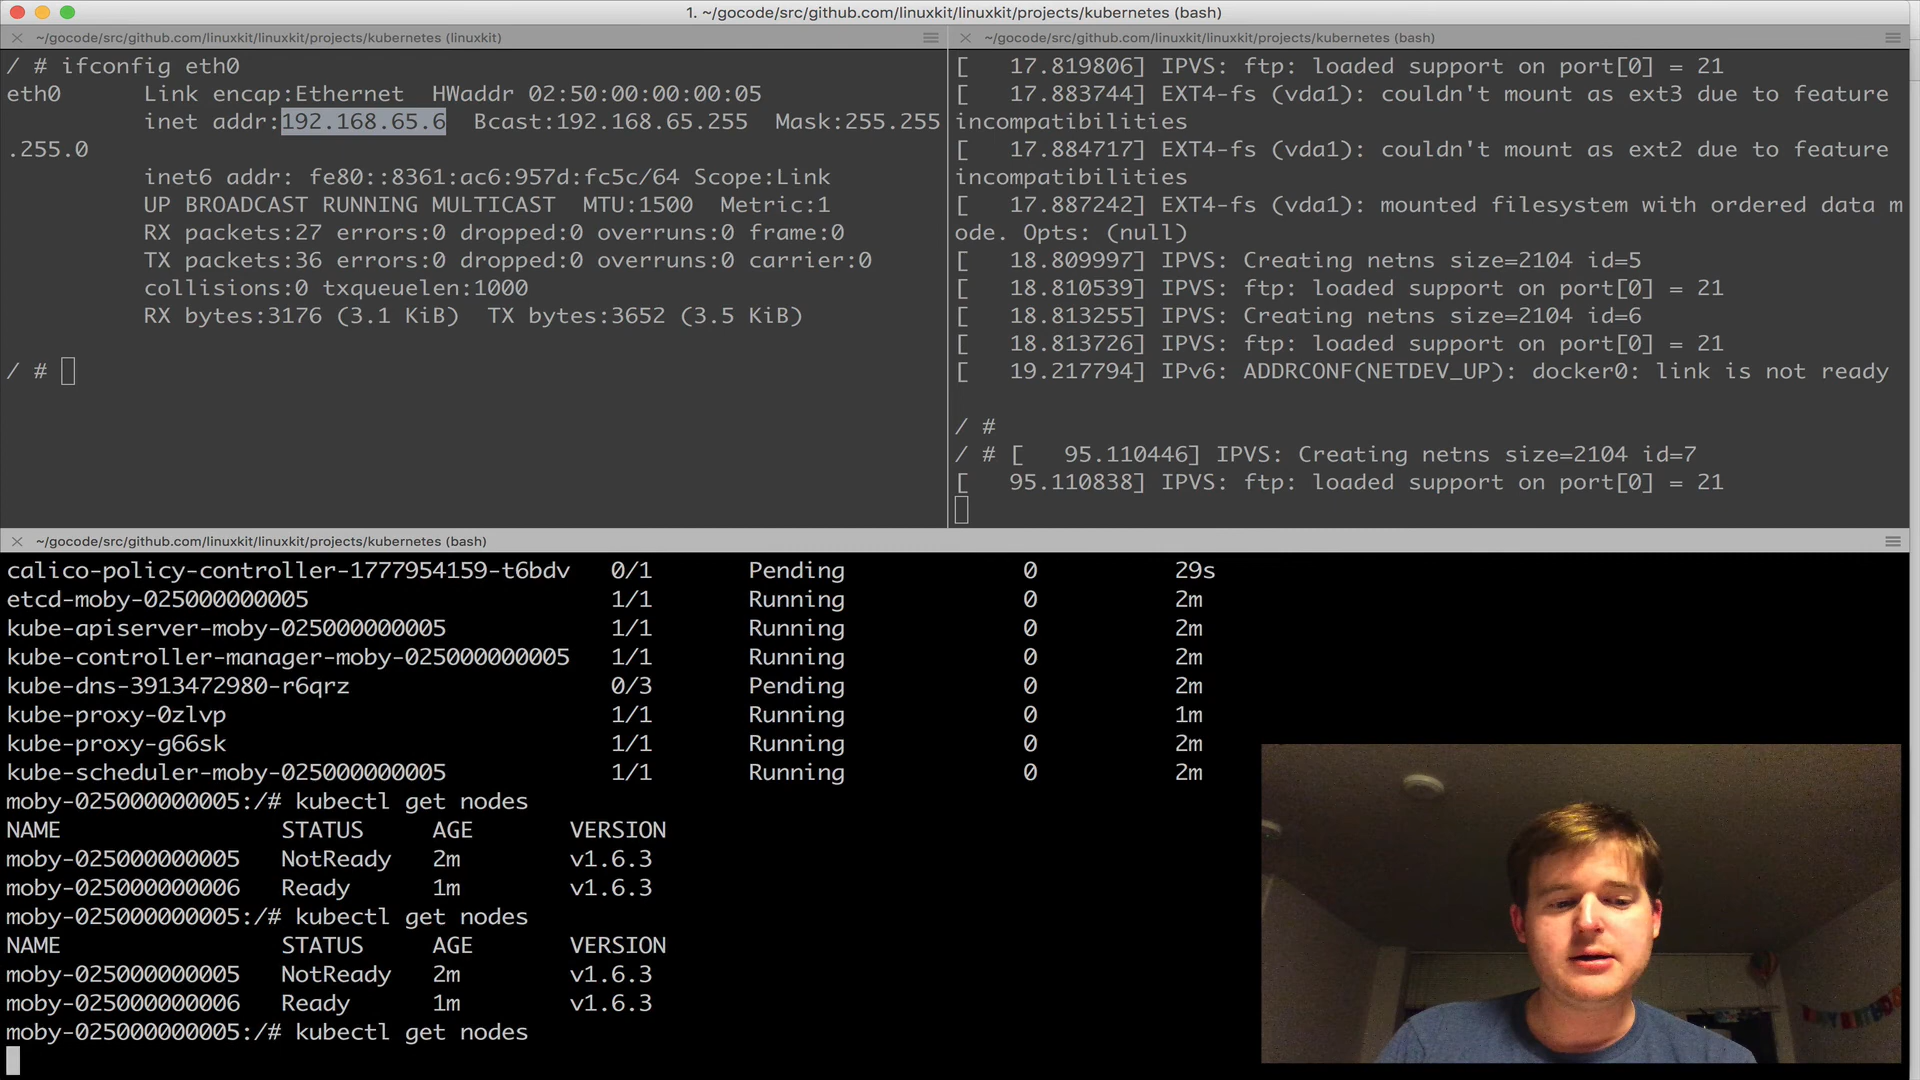 1. ~/gocode/src/github.com/linuxkit/linuxkit/projects/kubernetes (bash)
~/gocode/src/github.com/linuxkit/linuxkit/projects/kubernetes (linuxkit)
/ # ifconfig eth0
eth0 Link encap:Ethernet HWaddr 02:50:00:00:00:05
inet addr:192.168.65.6 Bcast:192.168.65.255 Mask:255.255
.255.0
inet6 addr: fe80::8361:ac6:957d:fc5c/64 Scope:Link
UP BROADCAST RUNNING MULTICAST MTU:1500 Metric:1
RX packets:27 errors:0 dropped:0 overruns:0 frame:0
TX packets:36 errors:0 dropped:0 overruns:0 carrier:0
collisions:0 txqueuelen:1000
RX bytes:3176 (3.1 KiB) TX bytes:3652 (3.5 KiB)
/ #
~/gocode/src/github.com/linuxkit/linuxkit/projects/kubernetes (bash)
[ 17.819806] IPVS: ftp: loaded support on port[0] = 21
[ 17.883744] EXT4-fs (vda1): couldn't mount as ext3 due to feature
incompatibilities
[ 17.884717] EXT4-fs (vda1): couldn't mount as ext2 due to feature
incompatibilities
[ 17.887242] EXT4-fs (vda1): mounted filesystem with ordered data m
ode. Opts: (null)
[ 18.809997] IPVS: Creating netns size=2104 id=5
[ 18.810539] IPVS: ftp: loaded support on port[0] = 21
[ 18.813255] IPVS: Creating netns size=2104 id=6
[ 18.813726] IPVS: ftp: loaded support on port[0] = 21
[ 19.217794] IPv6: ADDRCONF(NETDEV_UP): docker0: link is not ready
/ #
/ # [ 95.110446] IPVS: Creating netns size=2104 id=7
[ 95.110838] IPVS: ftp: loaded support on port[0] = 21
~/gocode/src/github.com/linuxkit/linuxkit/projects/kubernetes (bash)
calico-policy-controller-1777954159-t6bdv 0/1 Pending 0 29s
etcd-moby-025000000005 1/1 Running 0 2m
kube-apiserver-moby-025000000005 1/1 Running 0 2m
kube-controller-manager-moby-025000000005 1/1 Running 0 2m
kube-dns-3913472980-r6qrz 0/3 Pending 0 2m
kube-proxy-0zlvp 1/1 Running 0 1m
kube-proxy-g66sk 1/1 Running 0 2m
kube-scheduler-moby-025000000005 1/1 Running 0 2m
moby-025000000005:/# kubectl get nodes
NAME STATUS AGE VERSION
moby-025000000005 NotReady 2m v1.6.3
moby-025000000006 Ready 1m v1.6.3
moby-025000000005:/# kubectl get nodes
NAME STATUS AGE VERSION
moby-025000000005 NotReady 2m v1.6.3
moby-025000000006 Ready 1m v1.6.3
moby-025000000005:/# kubectl get nodes